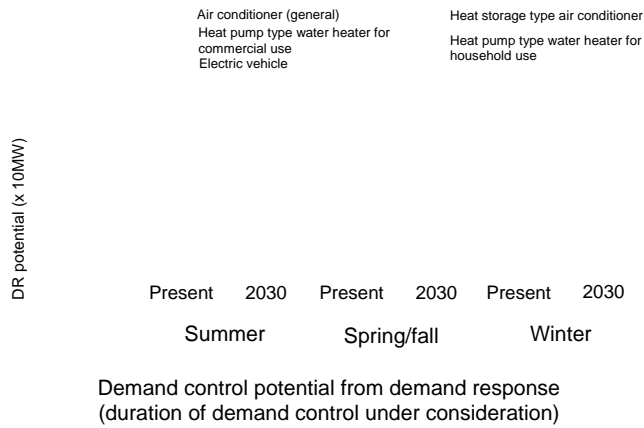 Air conditioner (general)
Heat pump type water heater for
commercial use
Electric vehicle
Heat storage type air conditioner
Heat pump type water heater for
household use
DR potential (x 10MW)
Present 2030 Present 2030 Present 2030
Summer Spring/fall Winter
Demand control potential from demand response
(duration of demand control under consideration)